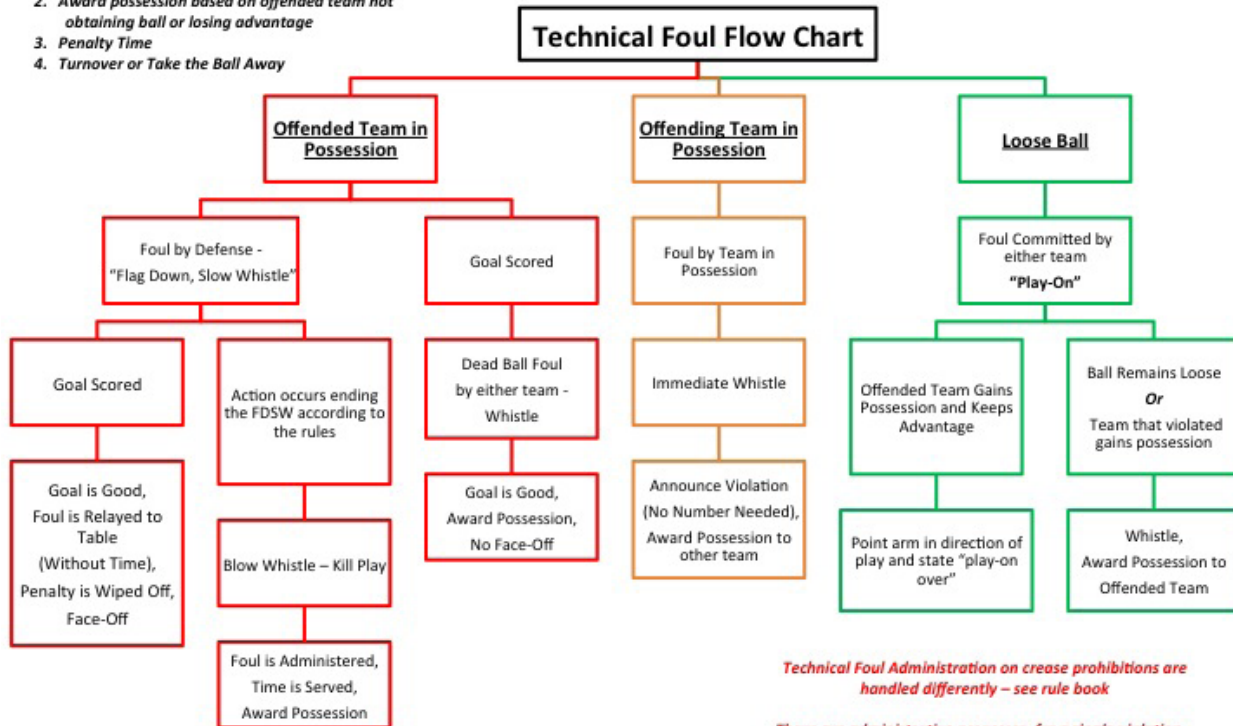 2. Award possession based on offended team not
obtaining ball or losing advantage
3. Penalty Time
4. Turnover or Take the Ball Away
Technical Foul Flow Chart
Offended Team in
Possession
Offending Team in
Possession
Loose Ball
Foul by Defense -
“Flag Down, Slow Whistle”
Goal Scored
Foul by Team in
Possession
Foul Committed by
either team
“Play-On”
Goal Scored
Action occurs ending
the FDSW according to
the rules
Dead Ball Foul
by either team -
Whistle
Immediate Whistle
Offended Team Gains
Possession and Keeps
Advantage
Ball Remains Loose
Or
Team that violated
gains possession
Goal is Good,
Foul is Relayed to
Table
(Without Time),
Penalty is Wiped Off,
Face-Off
Blow Whistle – Kill Play
Goal is Good,
Award Possession,
No Face-Off
Announce Violation
(No Number Needed),
Award Possession to
other team
Point arm in direction of
play and state “play-on
over”
Whistle,
Award Possession to
Offended Team
Foul is Administered,
Time is Served,
Award Possession
Technical Foul Administration on crease prohibitions are
handled differently – see rule book